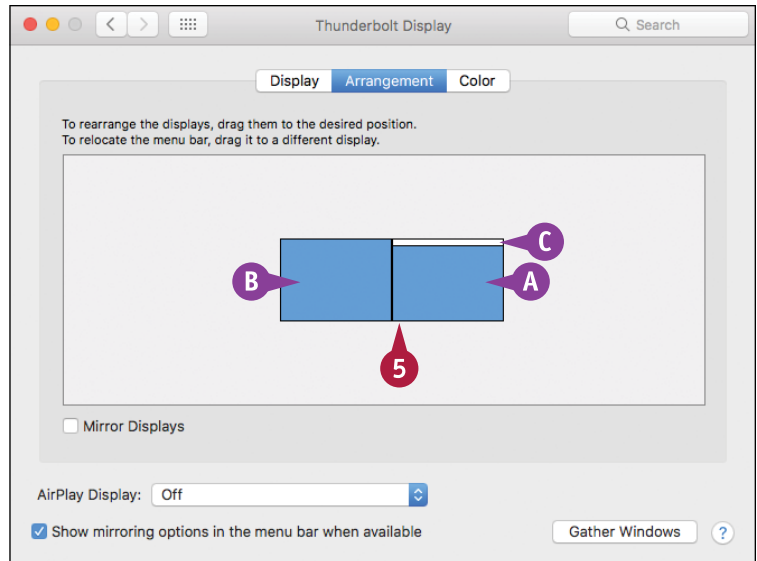 Thunderbolt Display
Search
Display Arrangement Color
To rearrange the displays, drag them to the desired position.
To relocate the menu bar, drag it to a different display.
C
B A
5
Mirror Displays
AirPlay Display: Off
Show mirroring options in the menu bar when available Gather Windows ?